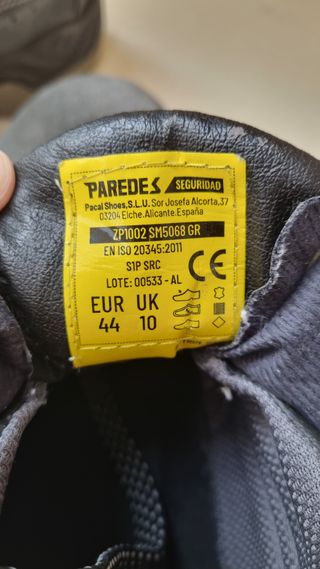 PAREDES SEGURIDAD
Pacal Shoes,S.L.U. Sor Josefa Alcorta,37
03204 Elche.Alicante.España
ZP1002 SM5068 GR
EN ISO 20345:2011
S1P SRC
LOTE: 00533 - AL
CE
EUR UK
44 10